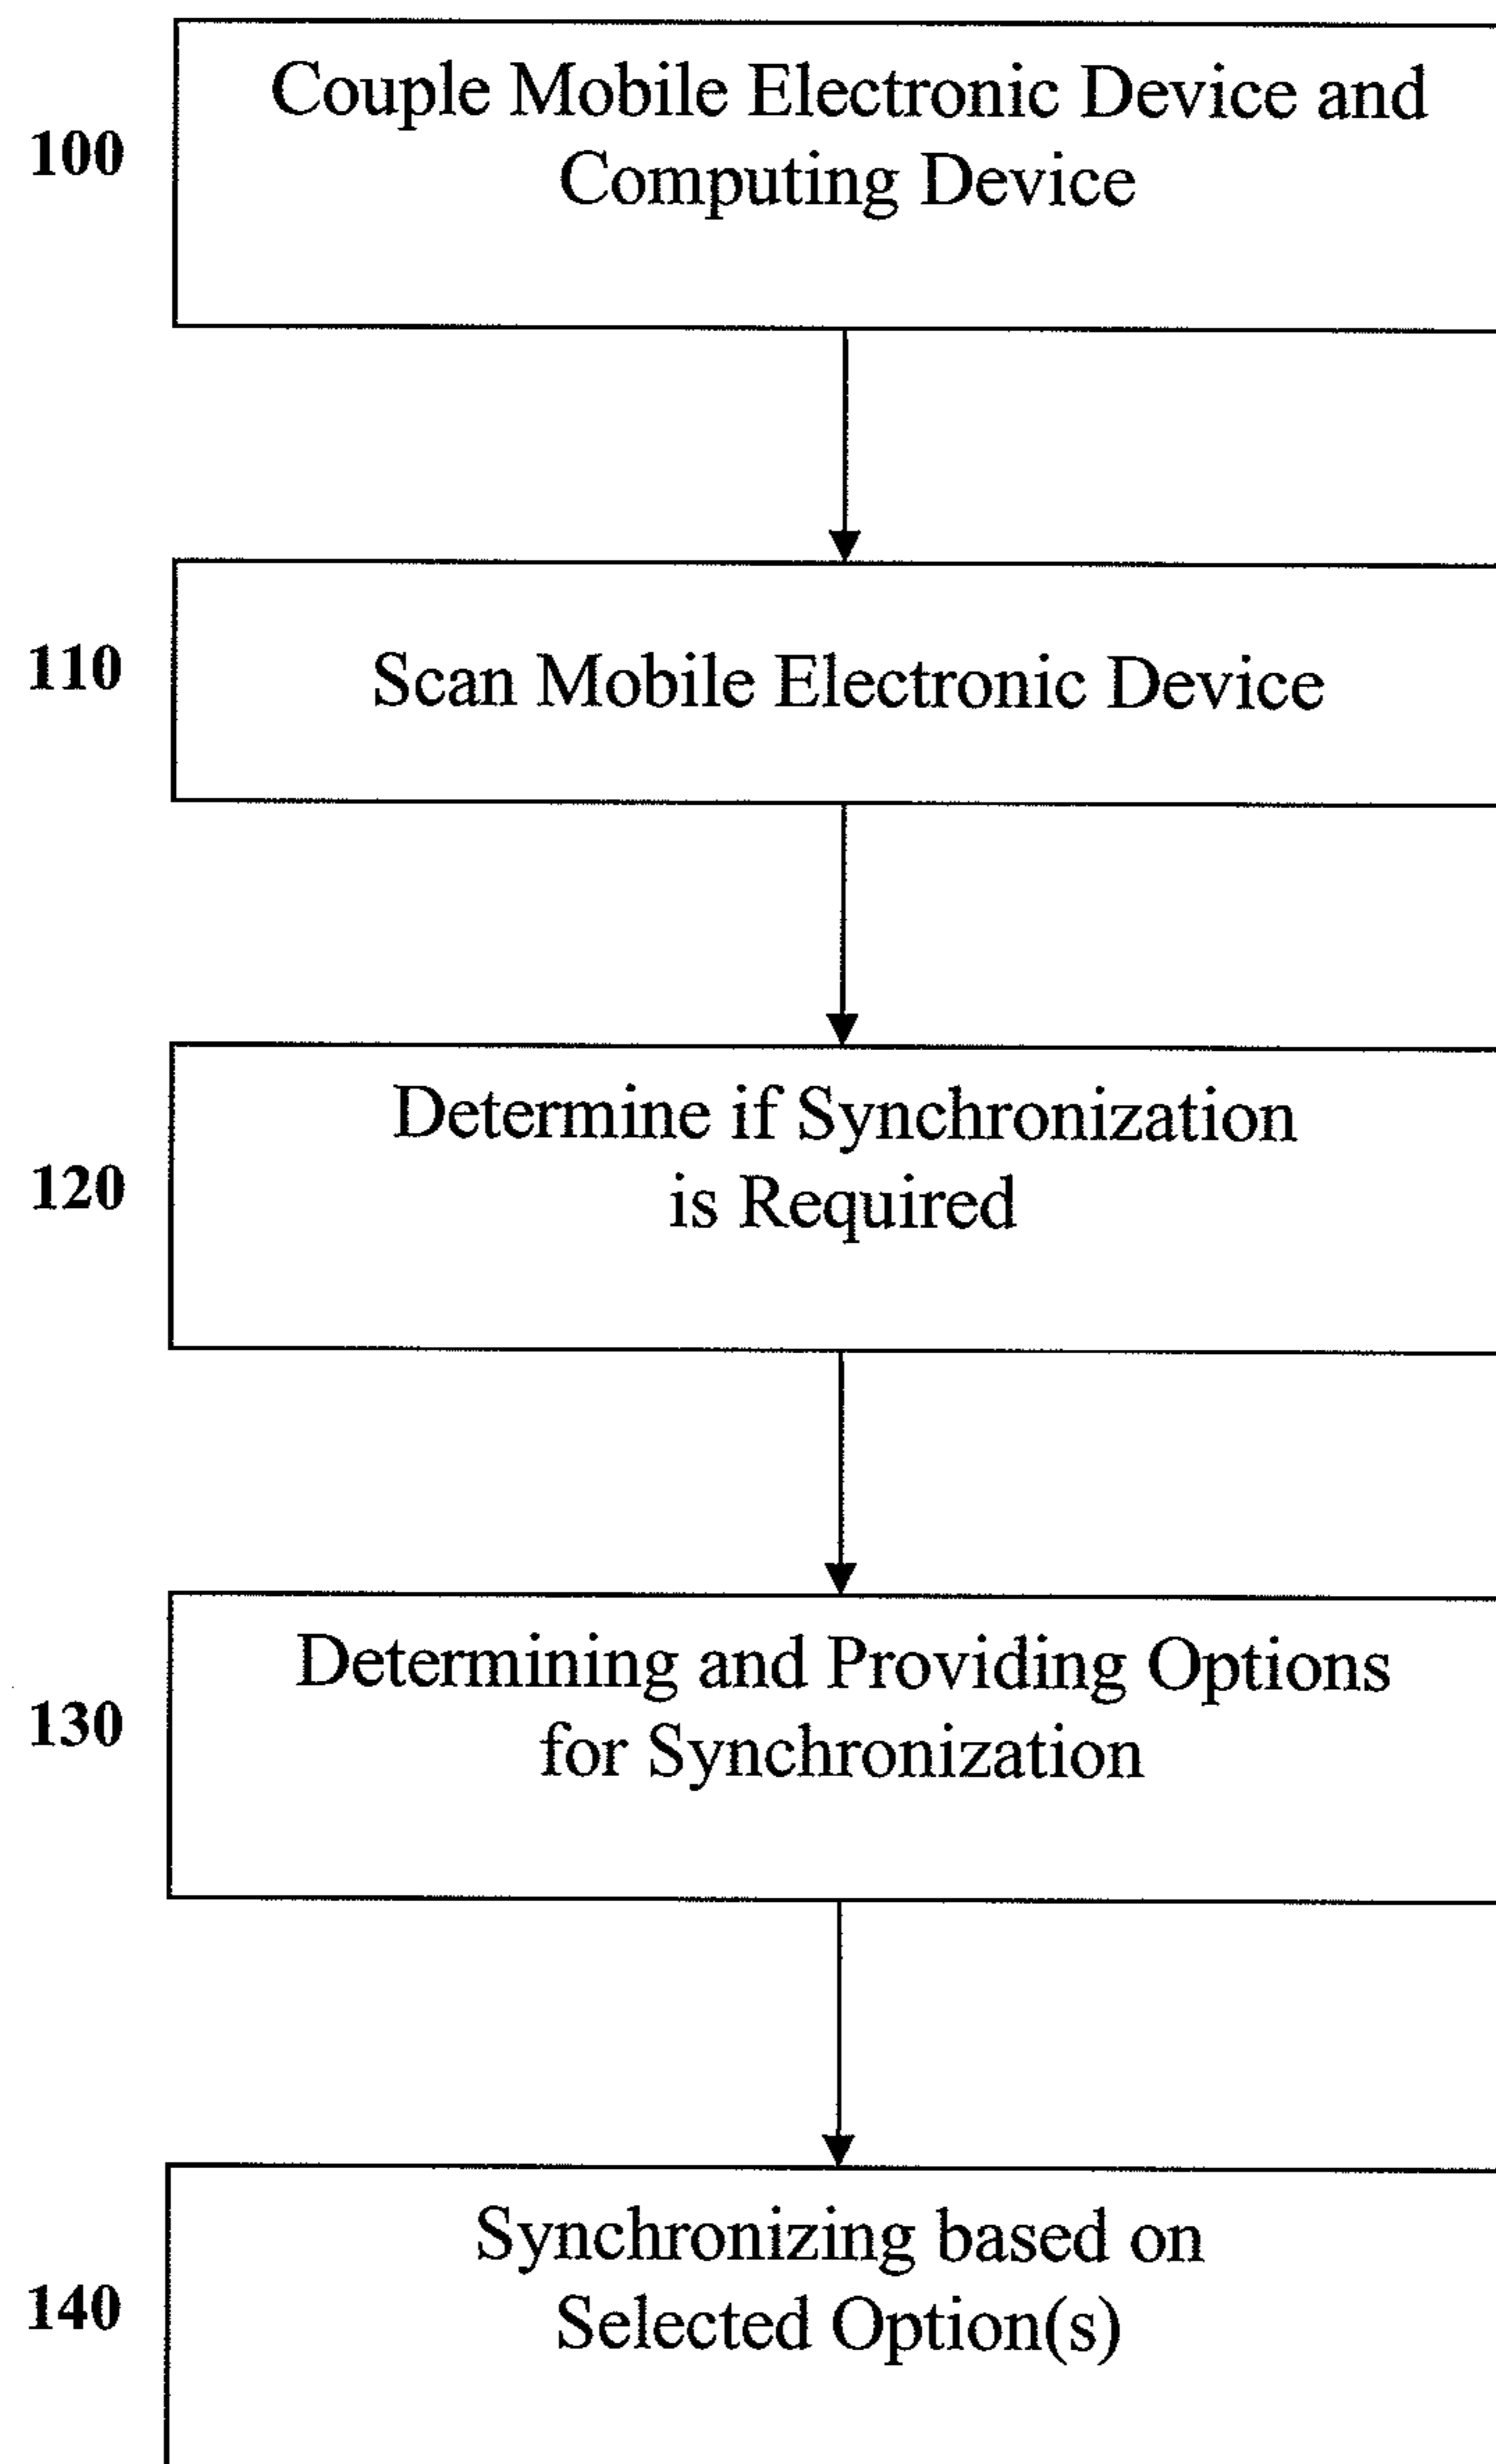 Couple Mobile Electronic Device and
100
Computing Device
110
Scan Mobile Electronic Device
Determine if Synchronization
120
is Required
Determining and Providing Options
130
for Synchronization
Synchronizing based on
140
Selected Option(s)